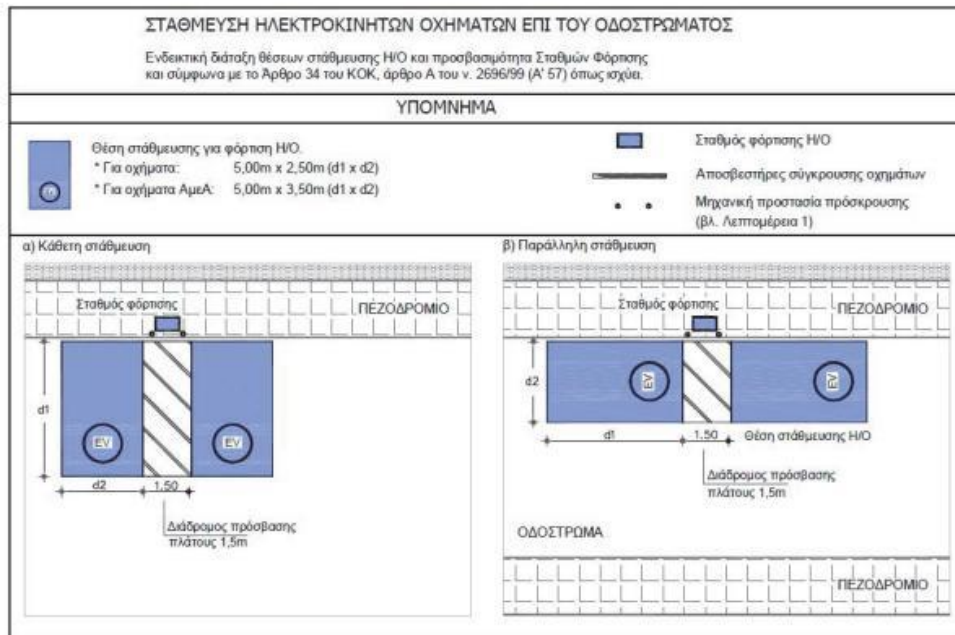 ΣΤΑΘΜΕΥΣΗ ΗΛΕΚΤΡΟΚΙΝΗΤΩΝ ΟΧΗΜΑΤΩΝ ΕΠΙ ΤΟΥ ΟΔΟΣΤΡΩΜΑΤΟΣ
Ενδεικτική διάταξη θέσεων στάθμευσης Η/Ο και προσβασιμότητα Σταθμών Φόρτισης
και σύμφωνα με το Άρθρο 34 του ΚΟΚ, άρθρο Α του ν. 2696/99 (Α' 57) όπως ισχύει.
ΥΠΟΜΝΗΜΑ
Θέση στάθμευσης για φόρτιση Η/Ο.
* Για οχήματα: 5,00m x 2,50m (d1 x d2)
* Για οχήματα ΑμεΑ: 5,00m x 3,50m (d1 x d2)
EV
Σταθμός φόρτισης Η/Ο
Αποσβεστήρες σύγκρουσης οχημάτων
Μηχανική προστασία πρόσκρουσης
(βλ. Λεπτομέρεια 1)
α) Κάθετη στάθμευση
Σταθμός φόρτισης
ΠΕΖΟΔΡΟΜΙΟ
d1
EV
EV
d2
1.50
Διάδρομος πρόσβασης
πλάτους 1,5m
β) Παράλληλη στάθμευση
Σταθμός φόρτισης
ΠΕΖΟΔΡΟΜΙΟ
d2
EV
EV
d1
1.50
Θέση στάθμευσης Η/Ο
Διάδρομος πρόσβασης
πλάτους 1,5m
ΟΔΟΣΤΡΩΜΑ
ΠΕΖΟΔΡΟΜΙΟ